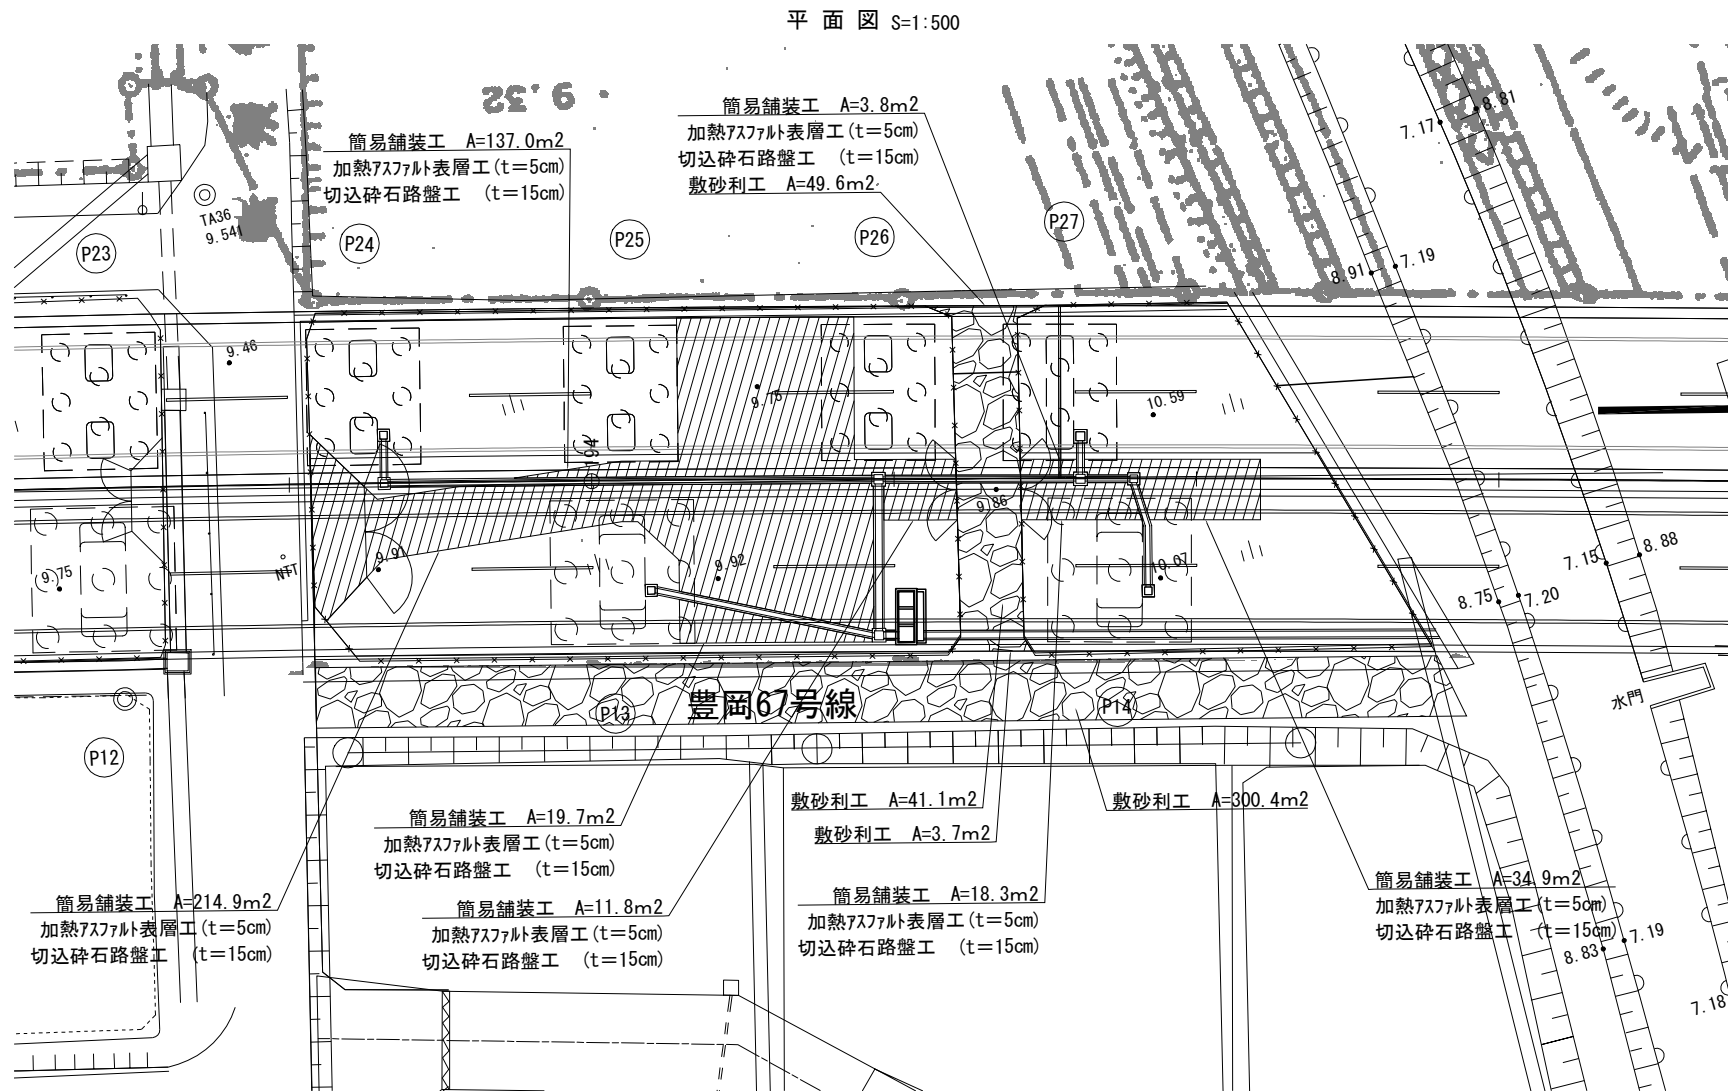 平 面 図 S=1:500
9.32
簡易舗装工 A=3.8m2
加熱アスファルト表層工(t=5cm)
切込砕石路盤工 (t=15cm)
敷砂利工 A=49.6m2
簡易舗装工 A=137.0m2
加熱アスファルト表層工(t=5cm)
切込砕石路盤工 (t=15cm)
8.81
7.17
TA36
9.541
P23
P24
P25
P26
P27
8.91
7.19
9.46
9.76
10.59
194
9.86
9.91
9.92
10.67
9.75
NTT
7.15
8.88
8.75
7.20
水門
豊岡67号線
P13
P14
P12
敷砂利工 A=41.1m2
敷砂利工 A=300.4m2
敷砂利工 A=3.7m2
簡易舗装工 A=19.7m2
加熱アスファルト表層工(t=5cm)
切込砕石路盤工 (t=15cm)
簡易舗装工 A=214.9m2
加熱アスファルト表層工(t=5cm)
切込砕石路盤工 (t=15cm)
簡易舗装工 A=11.8m2
加熱アスファルト表層工(t=5cm)
切込砕石路盤工 (t=15cm)
簡易舗装工 A=18.3m2
加熱アスファルト表層工(t=5cm)
切込砕石路盤工 (t=15cm)
簡易舗装工 A=34.9m2
加熱アスファルト表層工(t=5cm)
切込砕石路盤工 (t=15cm)
7.19
8.83
7.18